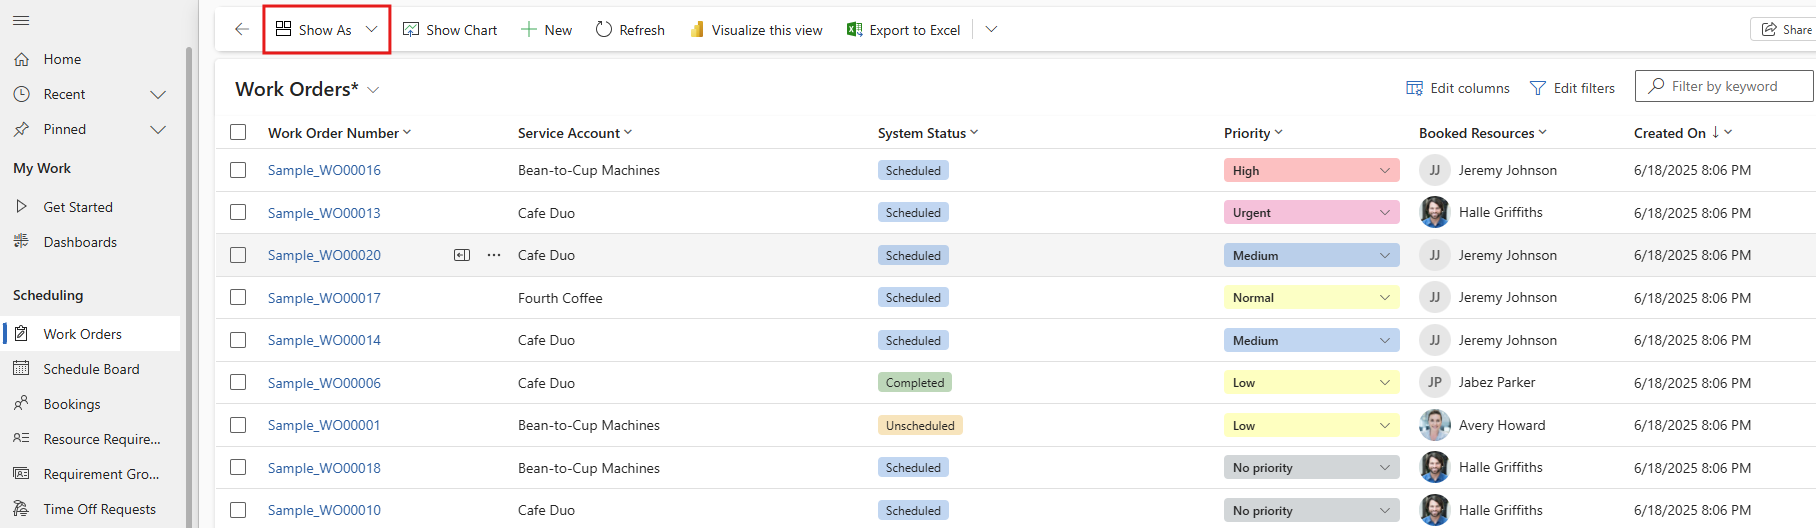 Show As Show Chart New Refresh Visualize this view Export to Excel Share
Home
Recent
Pinned
My Work
Get Started
Dashboards
Scheduling
Work Orders
Schedule Board
Bookings
Resource Require...
Requirement Gro...
Time Off Requests
Work Orders* Edit columns Edit filters Filter by keyword
Work Order Number Service Account System Status Priority Booked Resources Created On
Sample_WO00016 Bean-to-Cup Machines Scheduled High JJ Jeremy Johnson 6/18/2025 8:06 PM
Sample_WO00013 Cafe Duo Scheduled Urgent Halle Griffiths 6/18/2025 8:06 PM
Sample_WO00020 ... Cafe Duo Scheduled Medium JJ Jeremy Johnson 6/18/2025 8:06 PM
Sample_WO00017 Fourth Coffee Scheduled Normal JJ Jeremy Johnson 6/18/2025 8:06 PM
Sample_WO00014 Cafe Duo Scheduled Medium JJ Jeremy Johnson 6/18/2025 8:06 PM
Sample_WO00006 Cafe Duo Completed Low JP Jabez Parker 6/18/2025 8:06 PM
Sample_WO00001 Bean-to-Cup Machines Unscheduled Low Avery Howard 6/18/2025 8:06 PM
Sample_WO00018 Bean-to-Cup Machines Scheduled No priority Halle Griffiths 6/18/2025 8:06 PM
Sample_WO00010 Cafe Duo Scheduled No priority Halle Griffiths 6/18/2025 8:06 PM